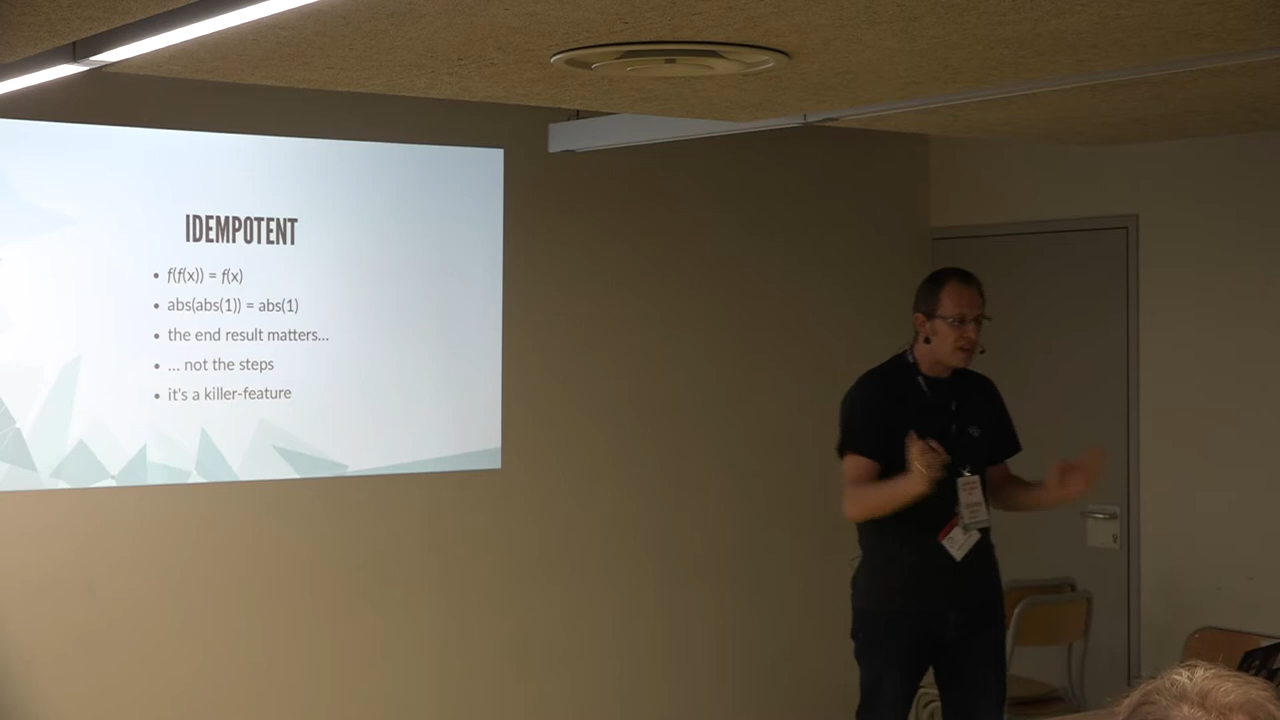 IDEMPOTENT
• f(f(x)) = f(x)
• abs(abs(1)) = abs(1)
• the end result matters...
• ... not the steps
• it's a killer-feature